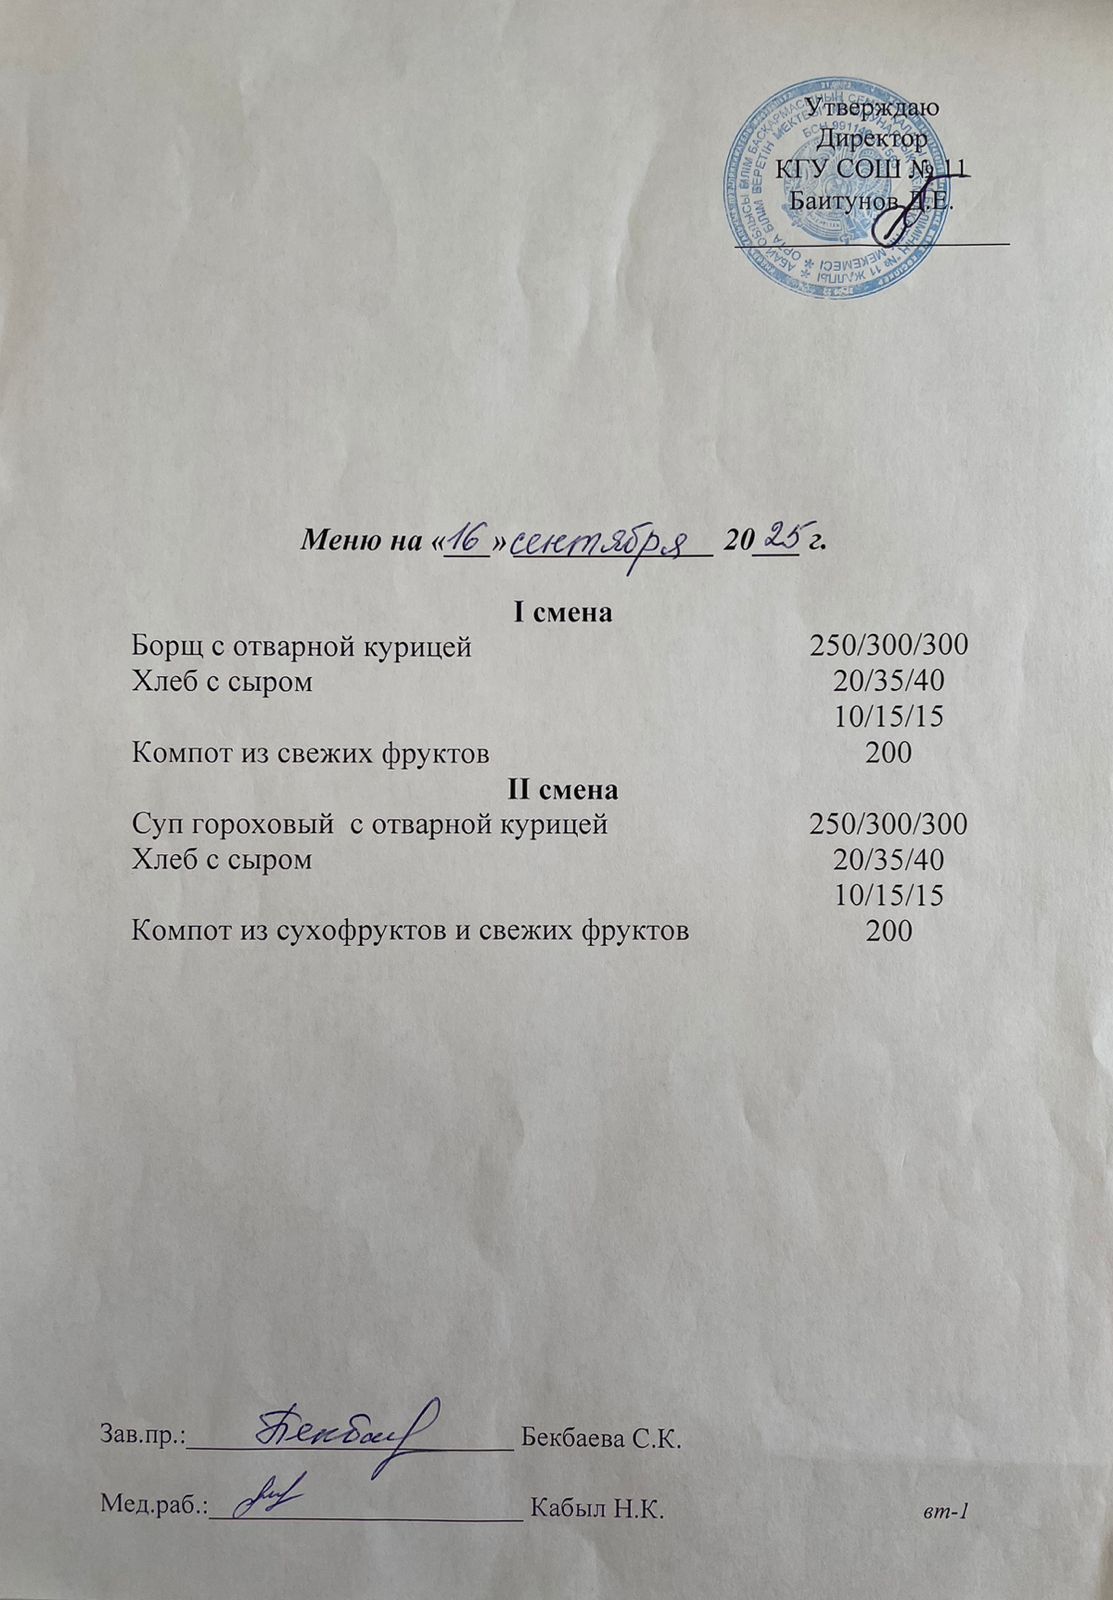 Утверждаю
Директор
КГУ СОШ № 11
Баитунов Д.Е.
Меню на «16» сентября 2025 г.
I смена
Борщ с отварной курицей 250/300/300
Хлеб с сыром 20/35/40
10/15/15
Компот из свежих фруктов 200
II смена
Суп гороховый с отварной курицей 250/300/300
Хлеб с сыром 20/35/40
10/15/15
Компот из сухофруктов и свежих фруктов 200
Зав.пр.: Бекбаева С.К.
Мед.раб.: Кабыл Н.К.
вт-1